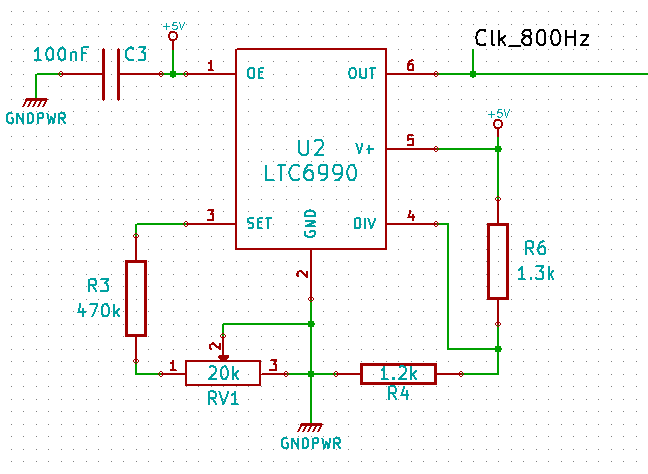 Clk_800Hz
+5V
100nF
C3
GNDPWR
1
OE
OUT
6
+5V
U2
LTC6990
V+
5
3
SET
GND
DIV
4
2
R6
1.3k
R3
470k
2
1
20k
3
RV1
1.2k
R4
GNDPWR